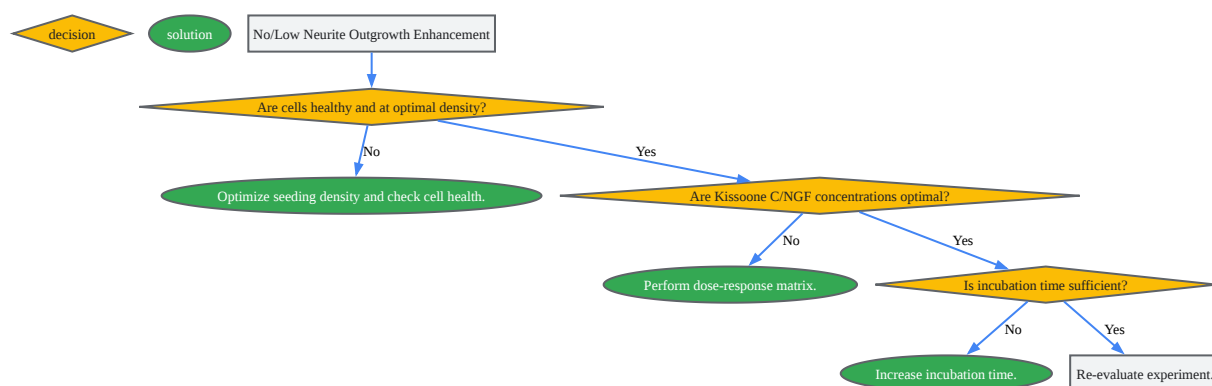 decision
solution
No/Low Neurite Outgrowth Enhancement
Are cells healthy and at optimal density?
No
Yes
Optimize seeding density and check cell health.
Are Kissoone C/NGF concentrations optimal?
No
Yes
Perform dose-response matrix.
Is incubation time sufficient?
No
Yes
Increase incubation time.
Re-evaluate experiment.